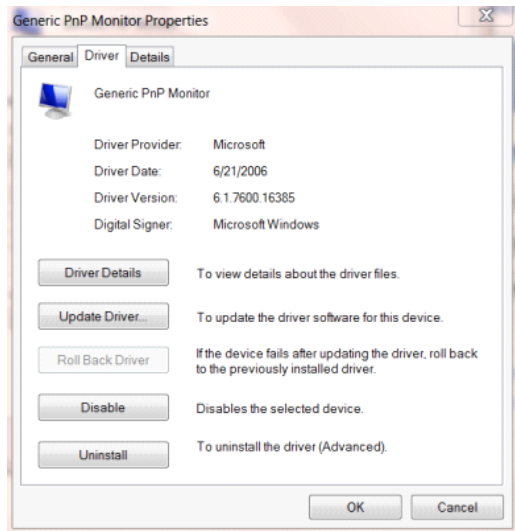 Generic PnP Monitor Properties
General Driver Details
Generic PnP Monitor
Driver Provider: Microsoft
Driver Date: 6/21/2006
Driver Version: 6.1.7600.16385
Digital Signer: Microsoft Windows
Driver Details To view details about the driver files.
Update Driver... To update the driver software for this device.
Roll Back Driver If the device fails after updating the driver, roll back
to the previously installed driver.
Disable Disables the selected device.
Uninstall To uninstall the driver (Advanced).
OK Cancel